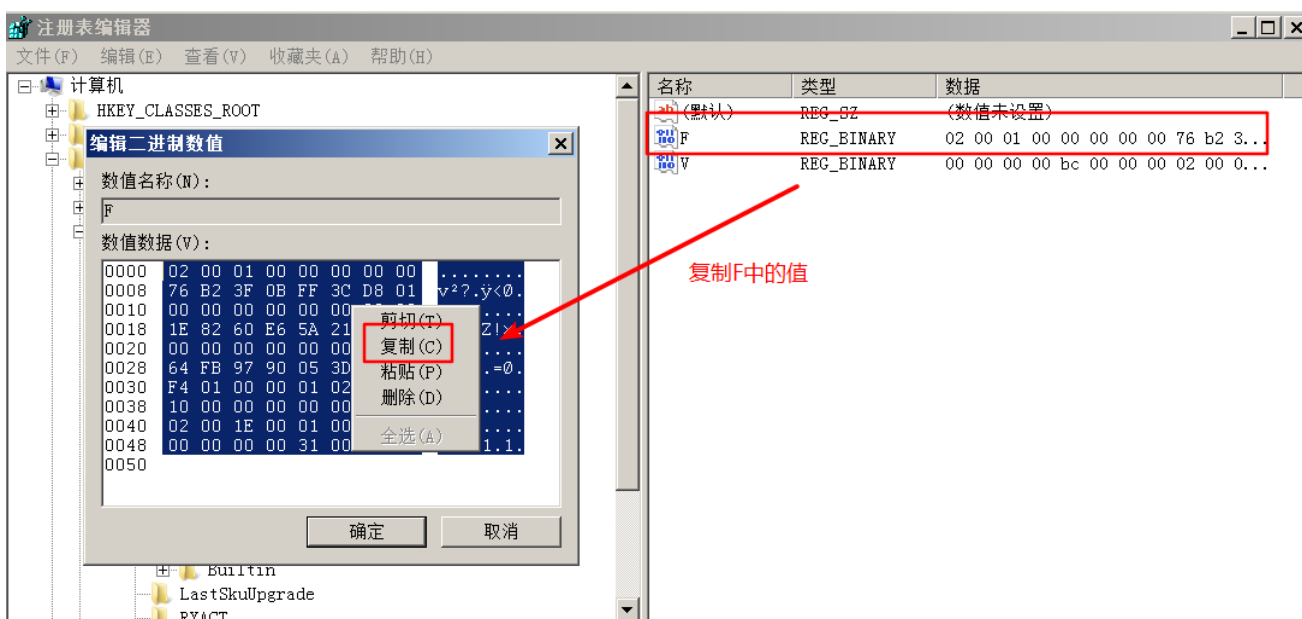 注册表编辑器
文件(F) 编辑(E) 查看(V) 收藏夹(A) 帮助(H)
计算机
HKEY_CLASSES_ROOT
编辑二进制数值
数值名称(N):
F
数值数据(V):
0000 02 00 01 00 00 00 00 00 ........
0008 76 B2 3F 0B FF 3C D8 01 v²?.ÿ<Ø.
0010 00 00 00 00 00 00 00 00 ....
0018 1E 82 60 E6 5A 21
0020 00 00 00 00 00 00 ....
0028 64 FB 97 90 05 3D .=Ø.
0030 F4 01 00 00 01 02 ....
0038 10 00 00 00 00 00 ....
0040 02 00 1E 00 01 00 ....
0048 00 00 00 00 31 00 1.1.
0050
剪切(T)
复制(C)
粘贴(P)
删除(D)
全选(A)
确定 取消
Builtin
LastSkuUpgrade
RXACT
名称 类型 数据
(默认) REG_SZ (数值未设置)
F REG_BINARY 02 00 01 00 00 00 00 00 76 b2 3...
V REG_BINARY 00 00 00 00 bc 00 00 00 02 00 0...
复制F中的值